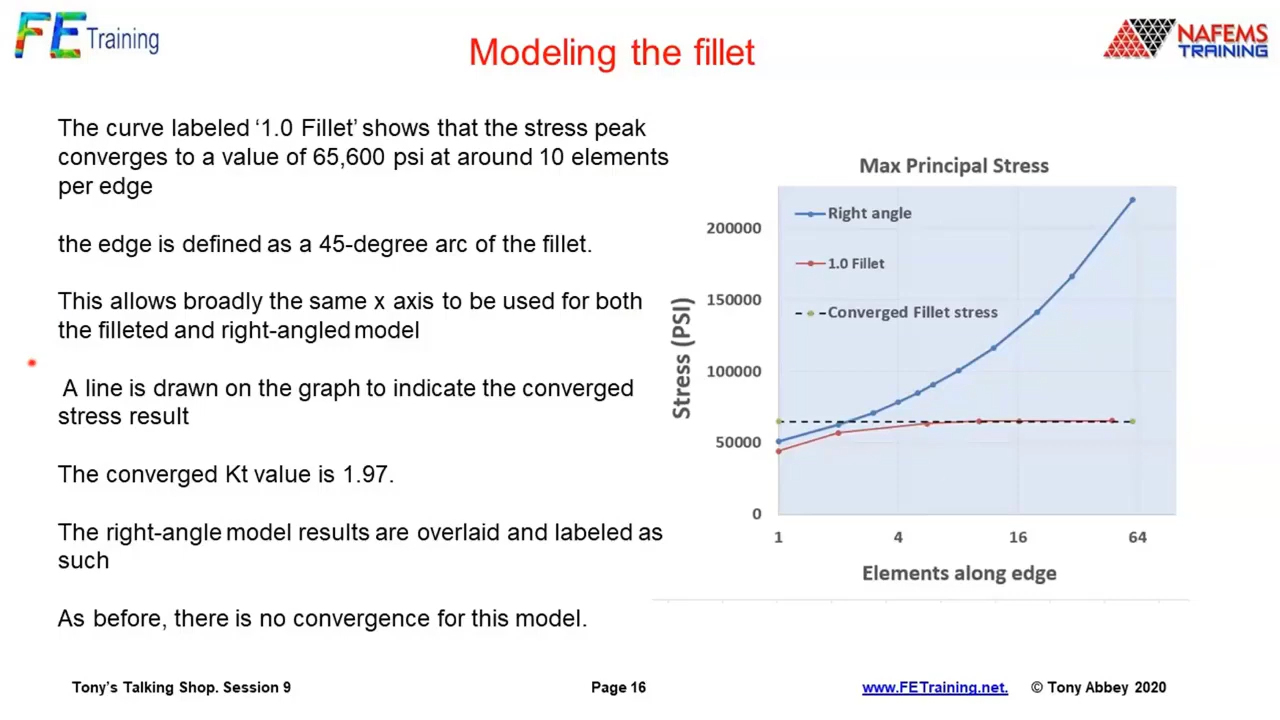 FE Training
Modeling the fillet
NAFEMS
TRAINING
The curve labeled ‘1.0 Fillet’ shows that the stress peak
converges to a value of 65,600 psi at around 10 elements
per edge
the edge is defined as a 45-degree arc of the fillet.
This allows broadly the same x axis to be used for both
the filleted and right-angled model
A line is drawn on the graph to indicate the converged
stress result
The converged Kt value is 1.97.
The right-angle model results are overlaid and labeled as
such
As before, there is no convergence for this model.
Max Principal Stress
Right angle
1.0 Fillet
Converged Fillet stress
Stress (PSI)
200000
150000
100000
50000
0
1 4 16 64
Elements along edge
Tony’s Talking Shop. Session 9
Page 16
www.FETraining.net.
© Tony Abbey 2020